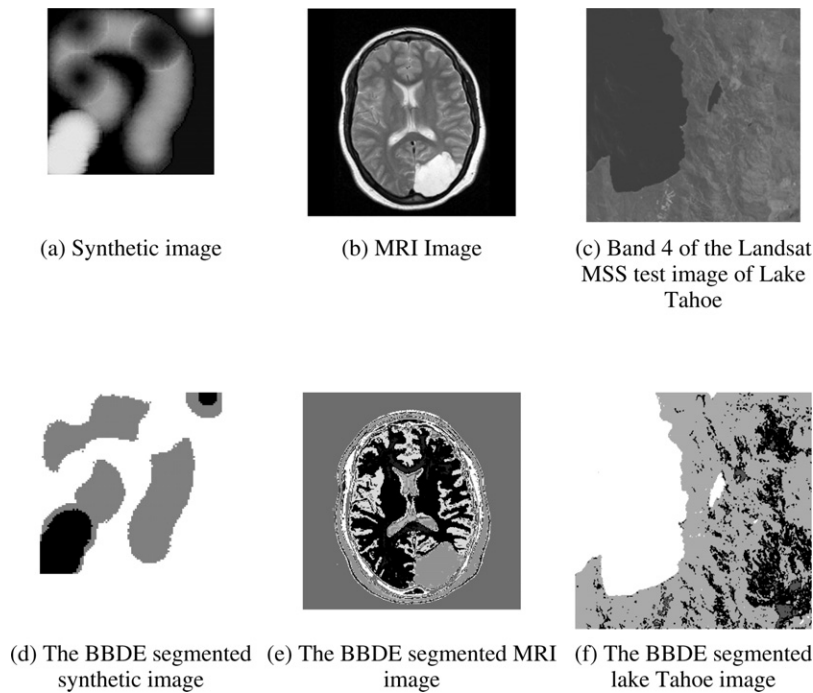 (a) Synthetic image
(b) MRI Image
(c) Band 4 of the Landsat
MSS test image of Lake
Tahoe
(d) The BBDE segmented
synthetic image
(e) The BBDE segmented MRI
image
(f) The BBDE segmented
lake Tahoe image